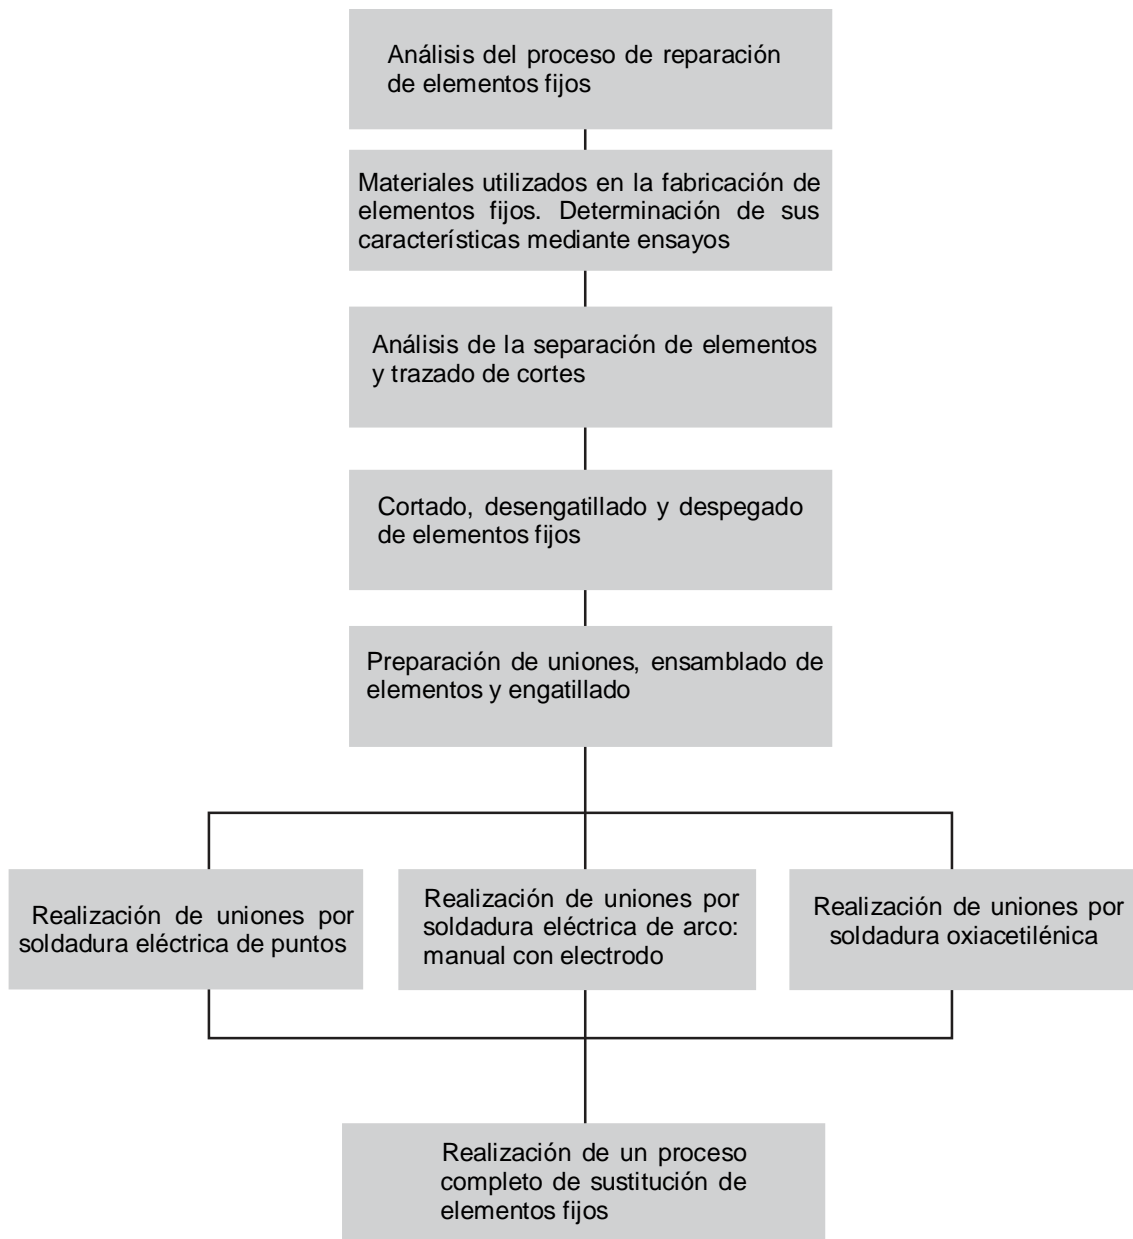 Análisis del proceso de reparación
de elementos fijos
Materiales utilizados en la fabricación de
elementos fijos. Determinación de sus
características mediante ensayos
Análisis de la separación de elementos
y trazado de cortes
Cortado, desengatillado y despegado
de elementos fijos
Preparación de uniones, ensamblado de
elementos y engatillado
Realización de uniones por
soldadura eléctrica de puntos
Realización de uniones por
soldadura eléctrica de arco:
manual con electrodo
Realización de uniones por
soldadura oxiacetilénica
Realización de un proceso
completo de sustitución de
elementos fijos